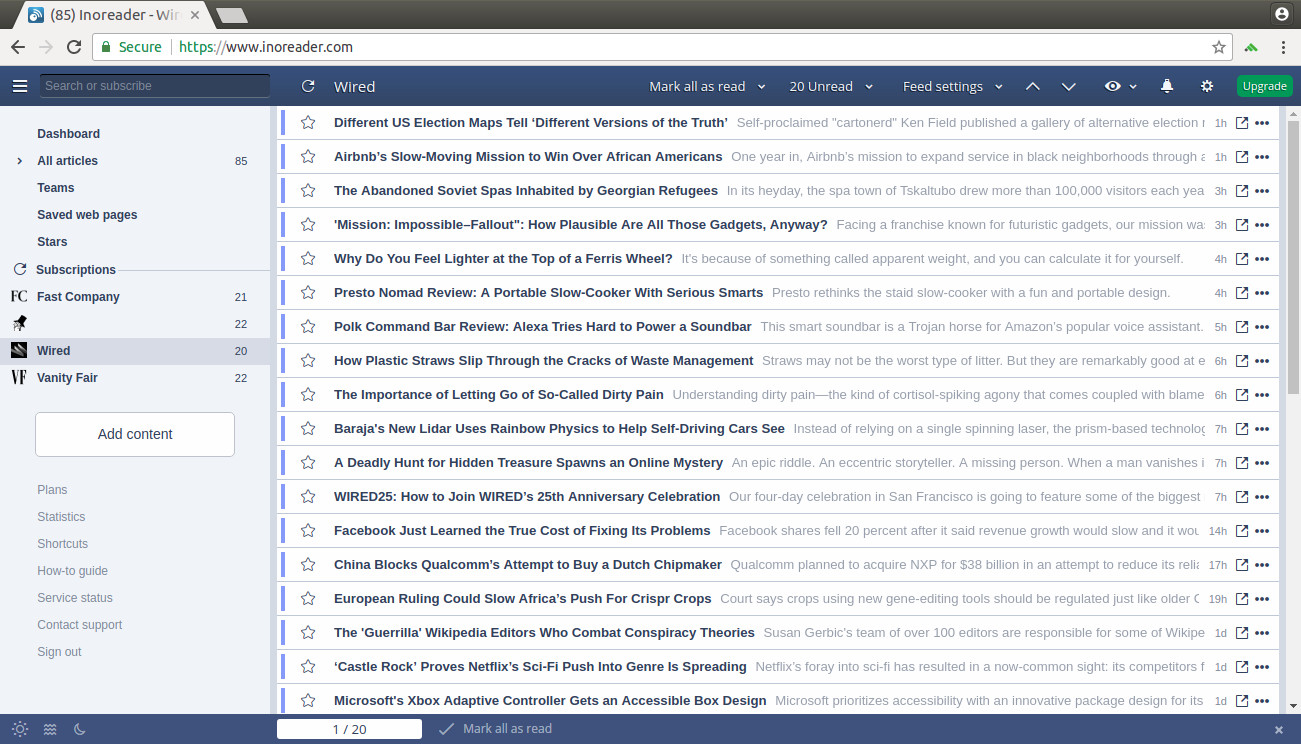 (85) Inoreader - Wir
Secure https://www.inoreader.com
Search or subscribe
Wired Mark all as read 20 Unread Feed settings Upgrade
Dashboard
All articles 85
Teams
Saved web pages
Stars
Subscriptions
FC Fast Company 21
22
Wired 20
VF Vanity Fair 22
Add content
Plans
Statistics
Shortcuts
How-to guide
Service status
Contact support
Sign out
Different US Election Maps Tell ‘Different Versions of the Truth’ Self-proclaimed "cartonerd" Ken Field published a gallery of alternative election 1h
Airbnb’s Slow-Moving Mission to Win Over African Americans One year in, Airbnb’s mission to expand service in black neighborhoods through 1h
The Abandoned Soviet Spas Inhabited by Georgian Refugees In its heyday, the spa town of Tskaltubo drew more than 100,000 visitors each yea 3h
'Mission: Impossible–Fallout": How Plausible Are All Those Gadgets, Anyway? Facing a franchise known for futuristic gadgets, our mission wa 3h
Why Do You Feel Lighter at the Top of a Ferris Wheel? It's because of something called apparent weight, and you can calculate it for yourself. 4h
Presto Nomad Review: A Portable Slow-Cooker With Serious Smarts Presto rethinks the staid slow-cooker with a fun and portable design. 4h
Polk Command Bar Review: Alexa Tries Hard to Power a Soundbar This smart soundbar is a Trojan horse for Amazon's popular voice assistant. 5h
How Plastic Straws Slip Through the Cracks of Waste Management Straws may not be the worst type of litter. But they are remarkably good at e 6h
The Importance of Letting Go of So-Called Dirty Pain Understanding dirty pain—the kind of cortisol-spiking agony that comes coupled with blame 6h
Baraja's New Lidar Uses Rainbow Physics to Help Self-Driving Cars See Instead of relying on a single spinning laser, the prism-based technolog 7h
A Deadly Hunt for Hidden Treasure Spawns an Online Mystery An epic riddle. An eccentric storyteller. A missing person. When a man vanishes i 7h
WIRED25: How to Join WIRED’s 25th Anniversary Celebration Our four-day celebration in San Francisco is going to feature some of the biggest 7h
Facebook Just Learned the True Cost of Fixing Its Problems Facebook shares fell 20 percent after it said revenue growth would slow and it wou 14h
China Blocks Qualcomm’s Attempt to Buy a Dutch Chipmaker Qualcomm planned to acquire NXP for $38 billion in an attempt to reduce its relia 17h
European Ruling Could Slow Africa’s Push For Crispr Crops Court says crops using new gene-editing tools should be regulated just like older 19h
The 'Guerrilla' Wikipedia Editors Who Combat Conspiracy Theories Susan Gerbic's team of over 100 editors are responsible for some of Wikipe 1d
‘Castle Rock’ Proves Netflix’s Sci-Fi Push Into Genre Is Spreading Netflix’s foray into sci-fi has resulted in a now-common sight: its competitors f 1d
Microsoft's Xbox Adaptive Controller Gets an Accessible Box Design Microsoft prioritizes accessibility with an innovative package design for its 1d
1 / 20 Mark all as read